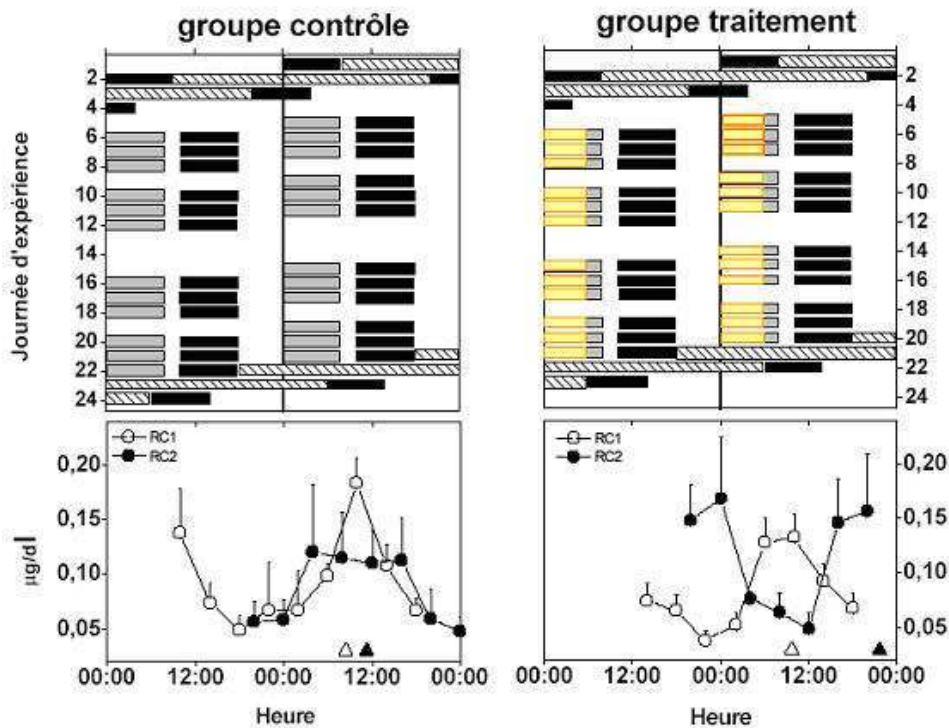 groupe contrôle
groupe traitement
Journée d'expérience
2
4
6
8
10
12
14
16
18
20
22
24
2
4
6
8
10
12
14
16
18
20
22
24
RC1
RC2
RC1
RC2
µg/dl
0,20
0,15
0,10
0,05
0,20
0,15
0,10
0,05
00:00 12:00 00:00 12:00 00:00
00:00 12:00 00:00 12:00 00:00
Heure
Heure